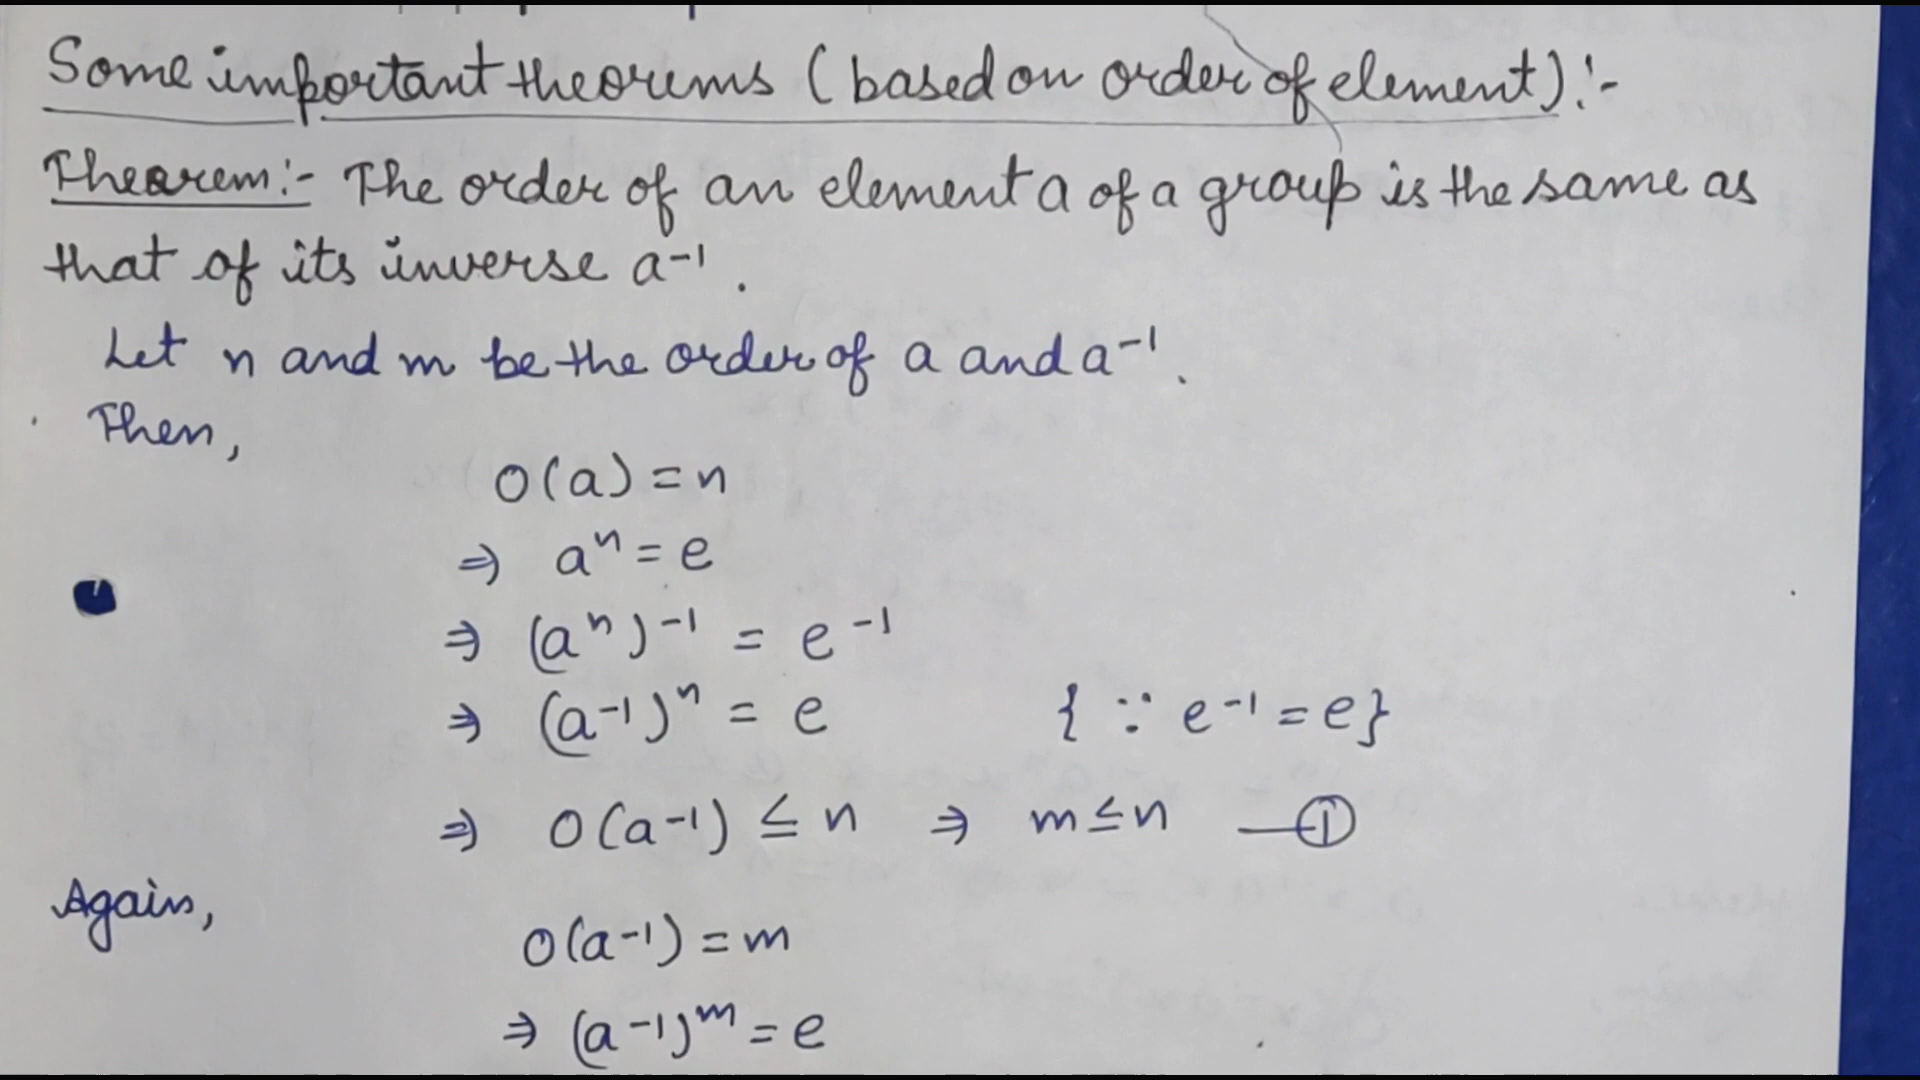 Some important theorems (based on order of element):-
Theorem:- The order of an element a of a group is the same as
that of its inverse a⁻¹.
Let n and m be the order of a and a⁻¹.
Then,
O(a) = n
⇒ aⁿ = e
⇒ (aⁿ)⁻¹ = e⁻¹
⇒ (a⁻¹)ⁿ = e {∵ e⁻¹ = e}
⇒ O(a⁻¹) ≤ n ⇒ m ≤ n —①
Again,
O(a⁻¹) = m
⇒ (a⁻¹)ᵐ = e